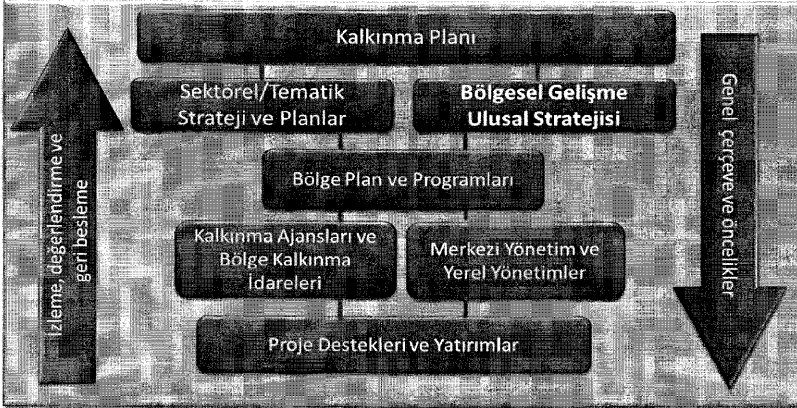 Kalkınma Planı
Sektörel/Tematik
Strateji ve Planlar
Bölgesel Gelişme
Ulusal Stratejisi
Bölge Plan ve Programları
Kalkınma Ajansları ve
Bölge Kalkınma
İdareleri
Merkezi Yönetim ve
Yerel Yönetimler
Proje Destekleri ve Yatırımlar
İzleme, değerlendirme ve
geri besleme
Genel çerçeve ve öncelikler